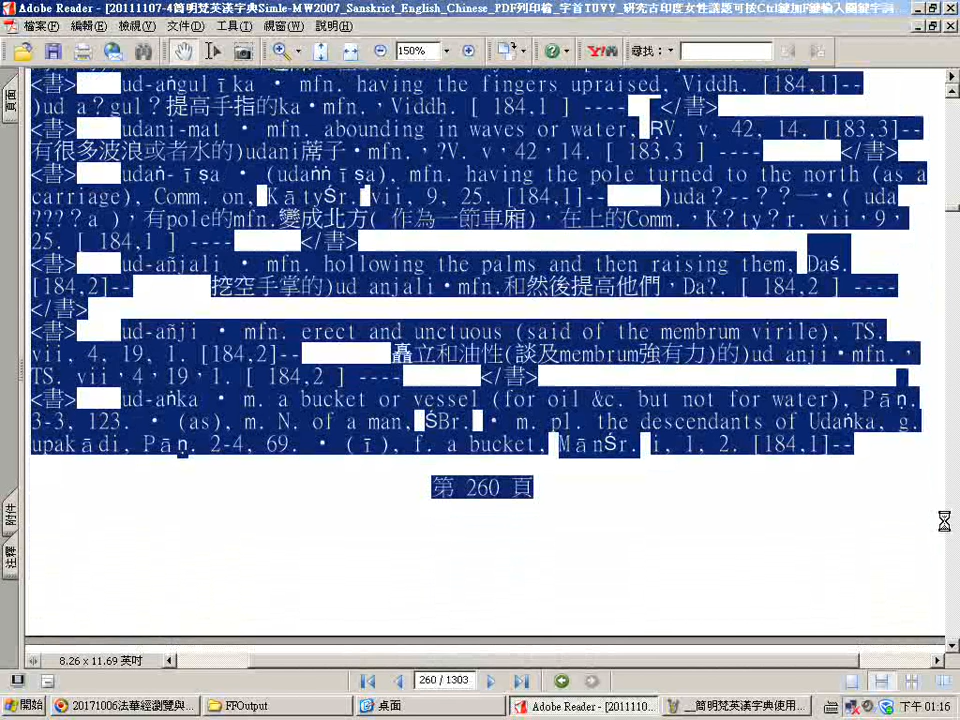 Adobe Reader - [20111107-4簡明梵英漢字典Simle-MW2007_Sanskrict_English_Chinese_PDF列印檔_字首TUVY_研究古印度女性議題可按Ctrl鍵加F鍵輸入關鍵字詞...
檔案(F) 編輯(E) 檢視(V) 文件(D) 工具(T) 視窗(W) 說明(H)
150% Y! 尋找:
頁面
<書> ud-aṅgulīka • mfn. having the fingers upraised, Viddh. [184,1]--
)ud a？gul？提高手指的ka•mfn.,Viddh. [ 184,1 ] ---- </書>
<書> udani-mat • mfn. abounding in waves or water, RV. v, 42, 14. [183,3]--
有很多波浪或者水的)udani蓆子•mfn.,?V. v,42,14. [ 183,3 ] ---- </書>
<書> udaṅ-īṣa • (udaṅṅīṣa), mfn. having the pole turned to the north (as a
carriage), Comm. on, KātyŚr. vii, 9, 25. [184,1]-- )uda？--？？一•( uda
???？a ),有pole的mfn.變成北方( 作為一節車廂),在上的Comm.,K？ty？r. vii,9,
25. [ 184,1 ] ---- </書>
<書> ud-añjali • mfn. hollowing the palms and then raising them, Daś.
[184,2]-- 挖空手掌的)ud anjali•mfn.和然後提高他們,Da?. [ 184,2 ] ----
</書>
<書> ud-añji • mfn. erect and unctuous (said of the membrum virile), TS.
vii, 4, 19, 1. [184,2]-- 矗立和油性(談及membrum強有力)的)ud anji•mfn.,
TS. vii,4,19,1. [ 184,2 ] ---- </書>
<書> ud-aṅka • m. a bucket or vessel (for oil &c. but not for water), Pāṇ.
3-3, 123. • (as), m. N. of a man, ŚBr. • m. pl. the descendants of Udaṅka, g.
upakādi, Pāṇ. 2-4, 69. • (ī), f. a bucket, MānŚr. i, 1, 2. [184,1]--
第 260 頁
附件
注釋
8.26 x 11.69 英吋
260 / 1303
開始 20171006法華經瀏覽與... FFOutput 桌面 Adobe Reader - [2011110... __簡明梵英漢字典使用... 下午 01:16